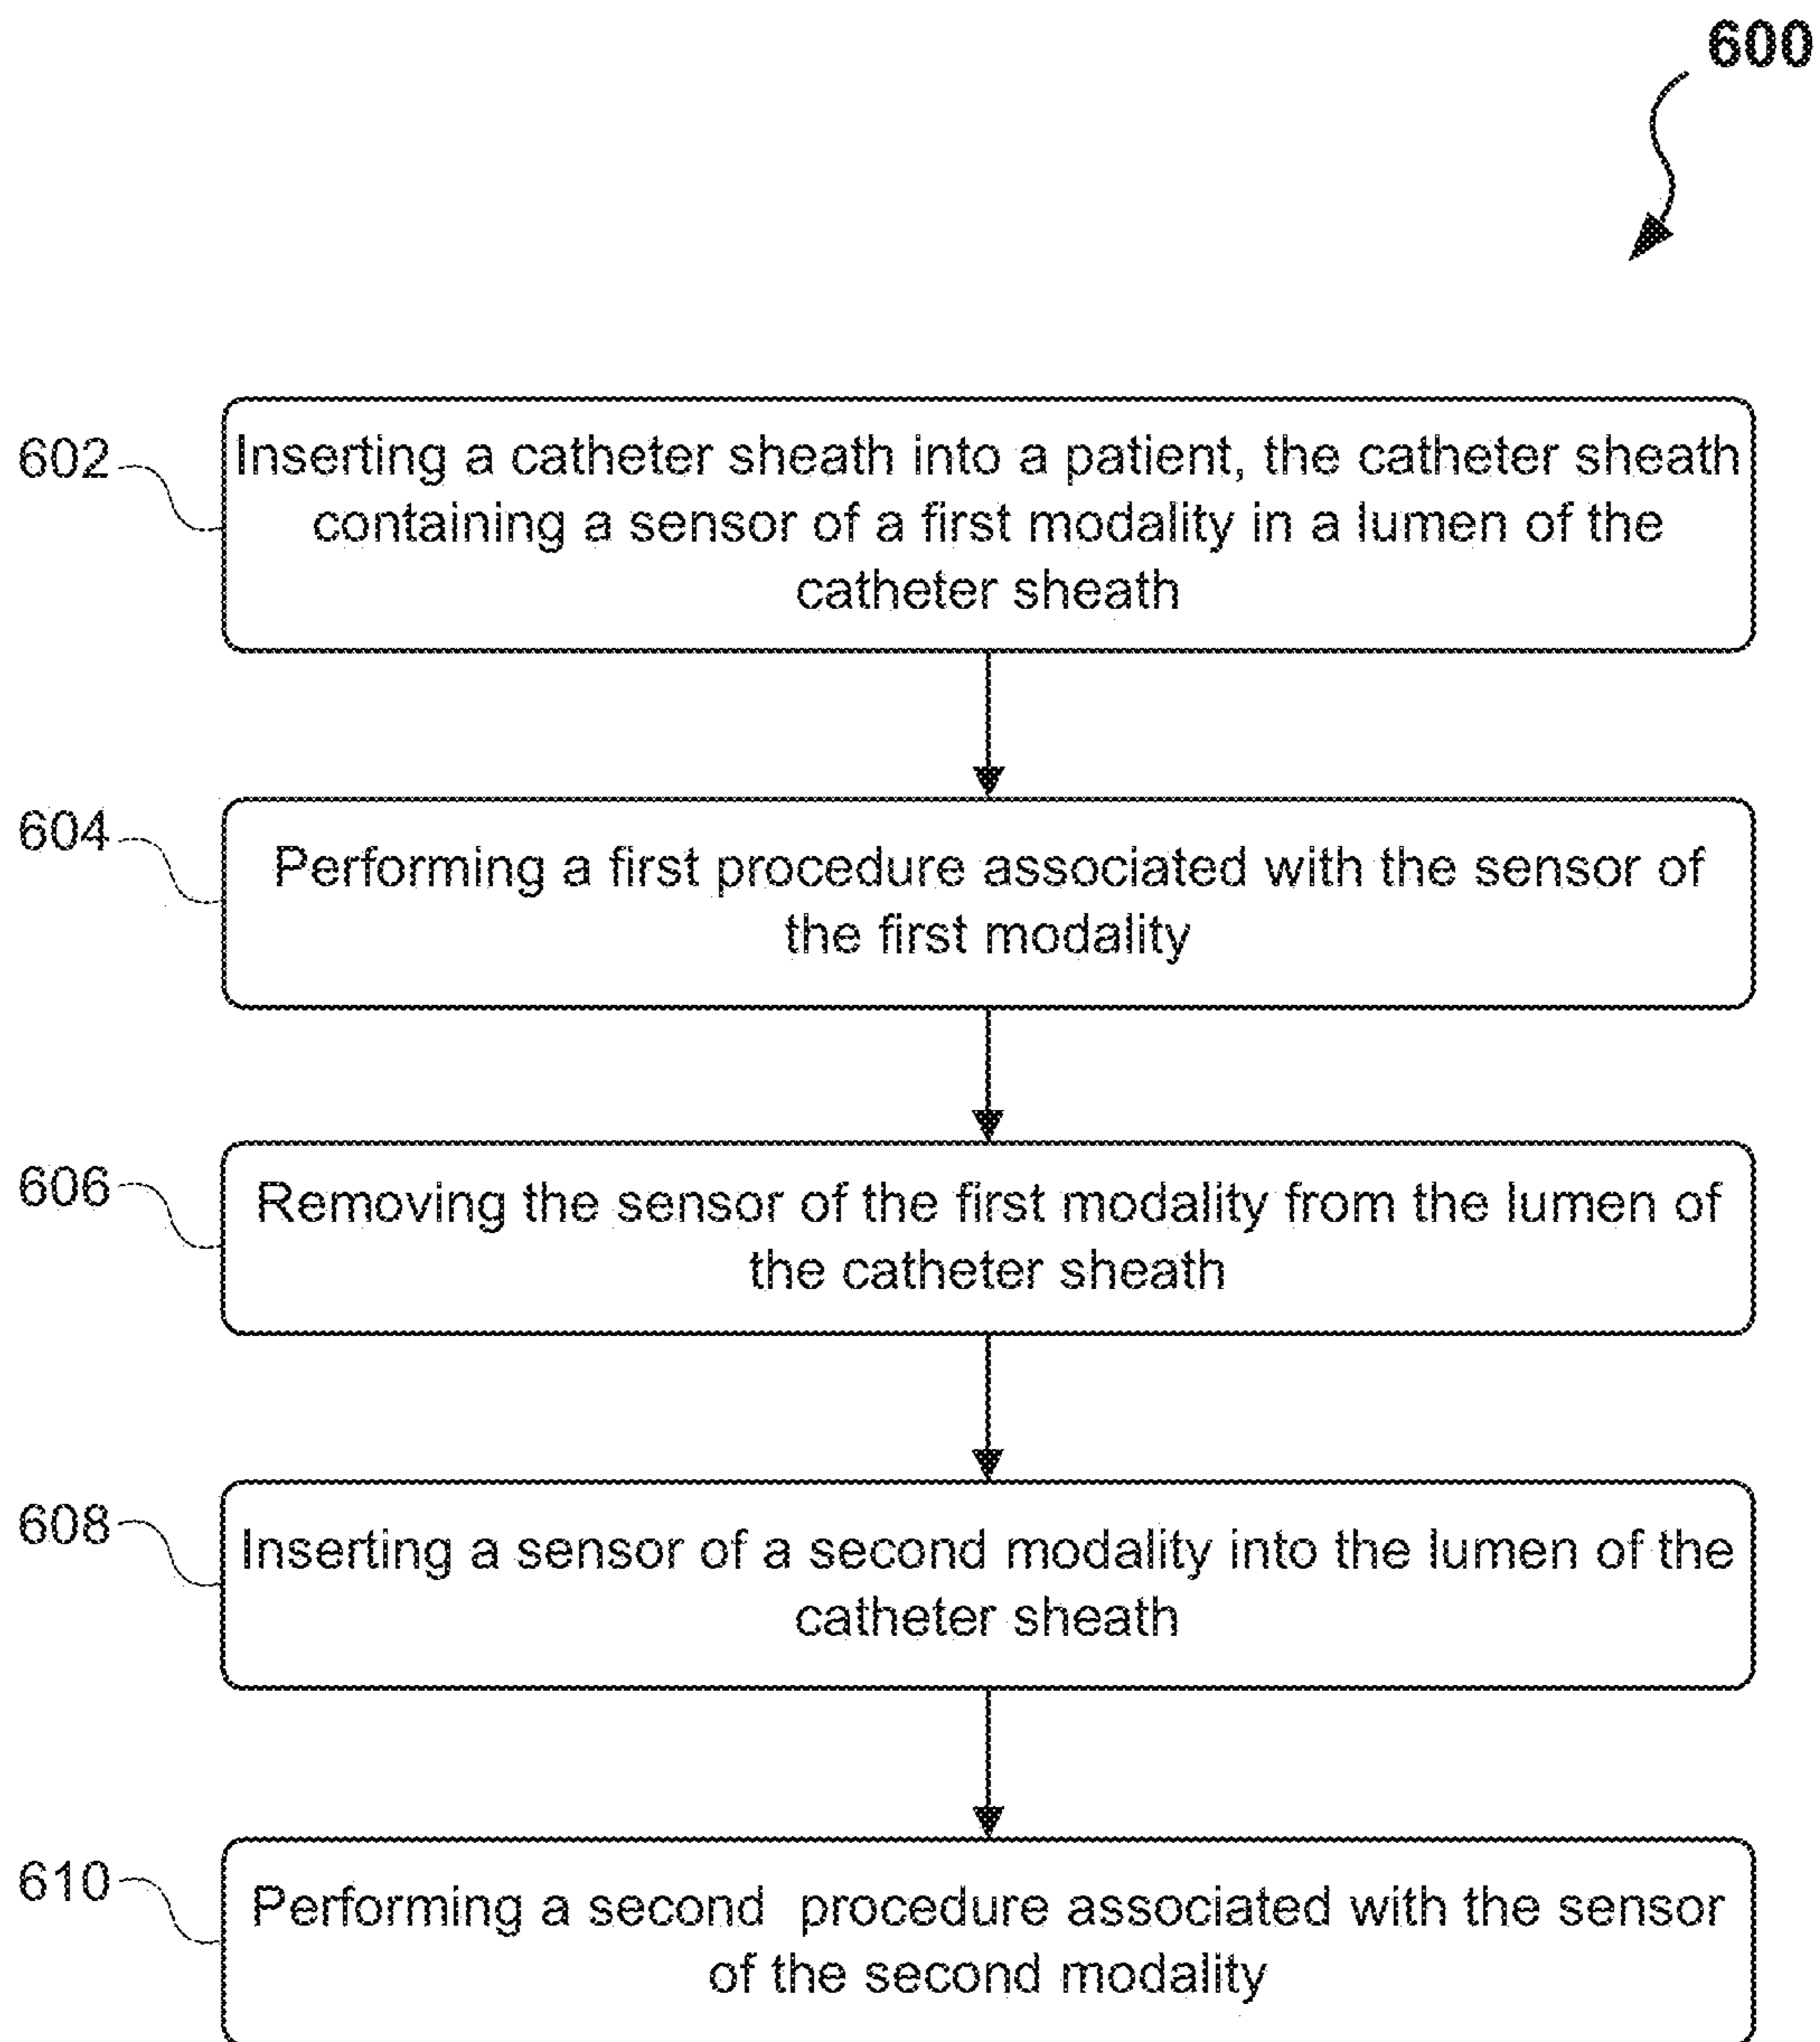 600
602
Inserting a catheter sheath into a patient, the catheter sheath
containing a sensor of a first modality in a lumen of the
catheter sheath
604
Performing a first procedure associated with the sensor of
the first modality
606
Removing the sensor of the first modality from the lumen of
the catheter sheath
608
Inserting a sensor of a second modality into the lumen of the
catheter sheath
610
Performing a second  procedure associated with the sensor
of the second modality